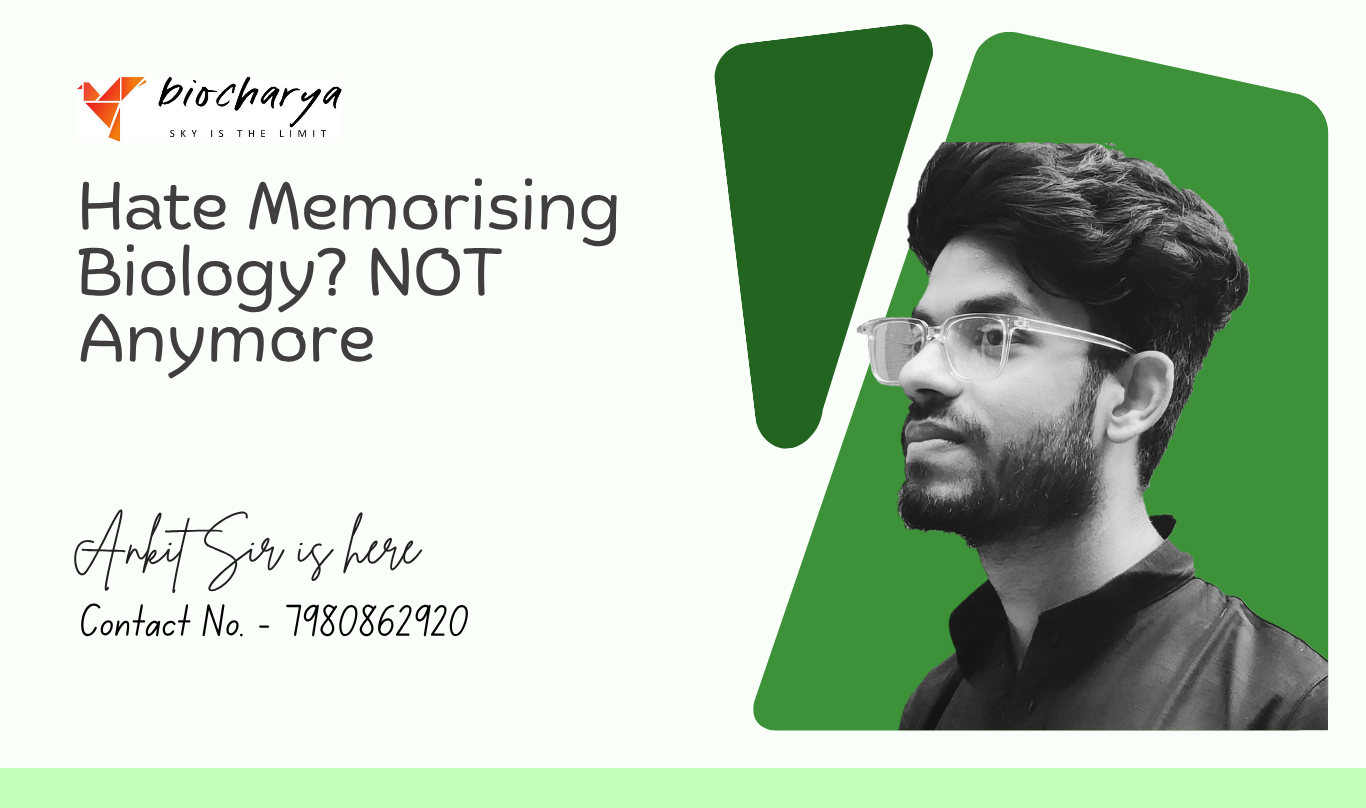 biocharya
SKY IS THE LIMIT
Hate Memorising
Biology? NOT
Anymore
Ankit Sir is here
Contact No. - 7980862920